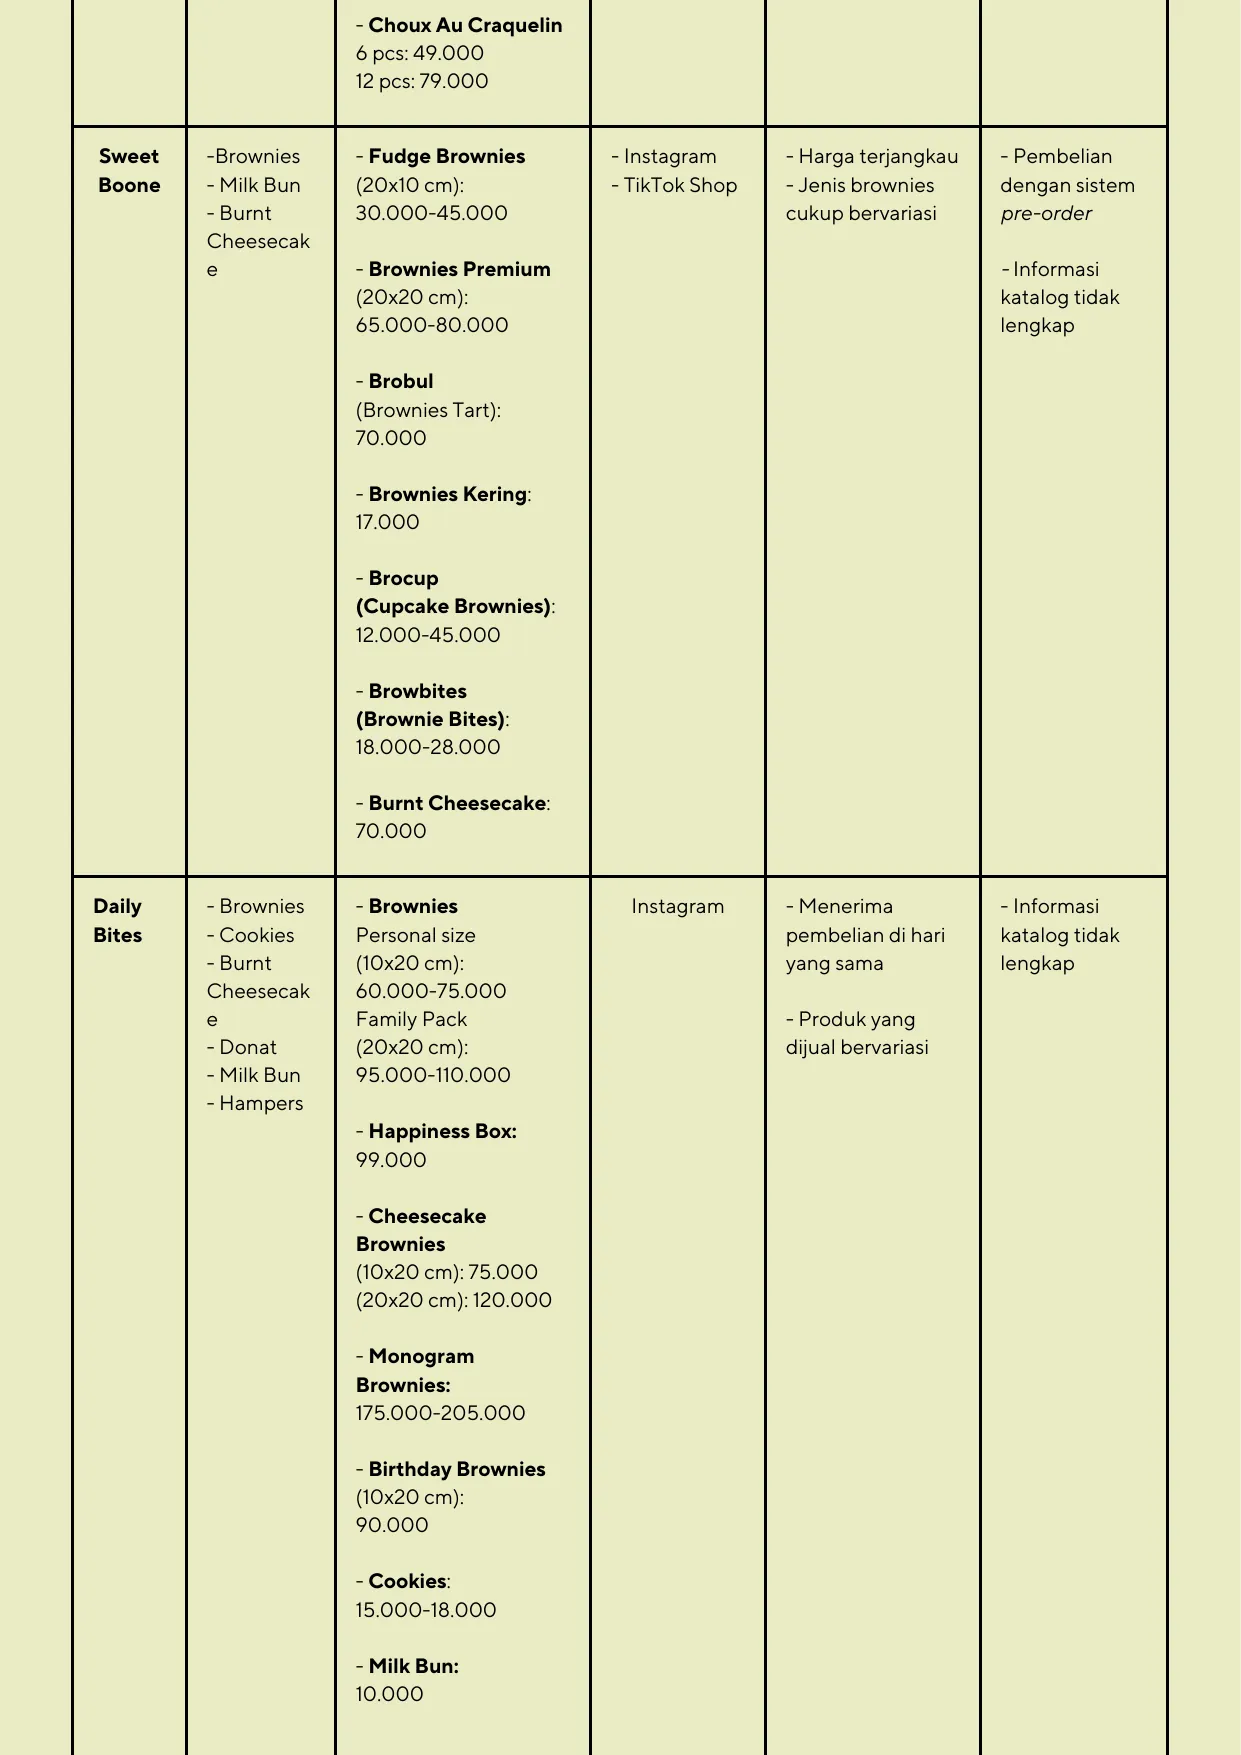 - Choux Au Craquelin
6 pcs: 49.000
12 pcs: 79.000
Sweet
Boone
-Brownies
- Milk Bun
- Burnt
Cheesecak
e
- Fudge Brownies
(20x10 cm):
30.000-45.000
- Brownies Premium
(20x20 cm):
65.000-80.000
- Brobul
(Brownies Tart):
70.000
- Brownies Kering:
17.000
- Brocup
(Cupcake Brownies):
12.000-45.000
- Browbites
(Brownie Bites):
18.000-28.000
- Burnt Cheesecake:
70.000
- Instagram
- TikTok Shop
- Harga terjangkau
- Jenis brownies
cukup bervariasi
- Pembelian
dengan sistem
pre-order
- Informasi
katalog tidak
lengkap
Daily
Bites
- Brownies
- Cookies
- Burnt
Cheesecak
e
- Donat
- Milk Bun
- Hampers
- Brownies
Personal size
(10x20 cm):
60.000-75.000
Family Pack
(20x20 cm):
95.000-110.000
- Happiness Box:
99.000
- Cheesecake
Brownies
(10x20 cm): 75.000
(20x20 cm): 120.000
- Monogram
Brownies:
175.000-205.000
- Birthday Brownies
(10x20 cm):
90.000
- Cookies:
15.000-18.000
- Milk Bun:
10.000
Instagram
- Menerima
pembelian di hari
yang sama
- Produk yang
dijual bervariasi
- Informasi
katalog tidak
lengkap